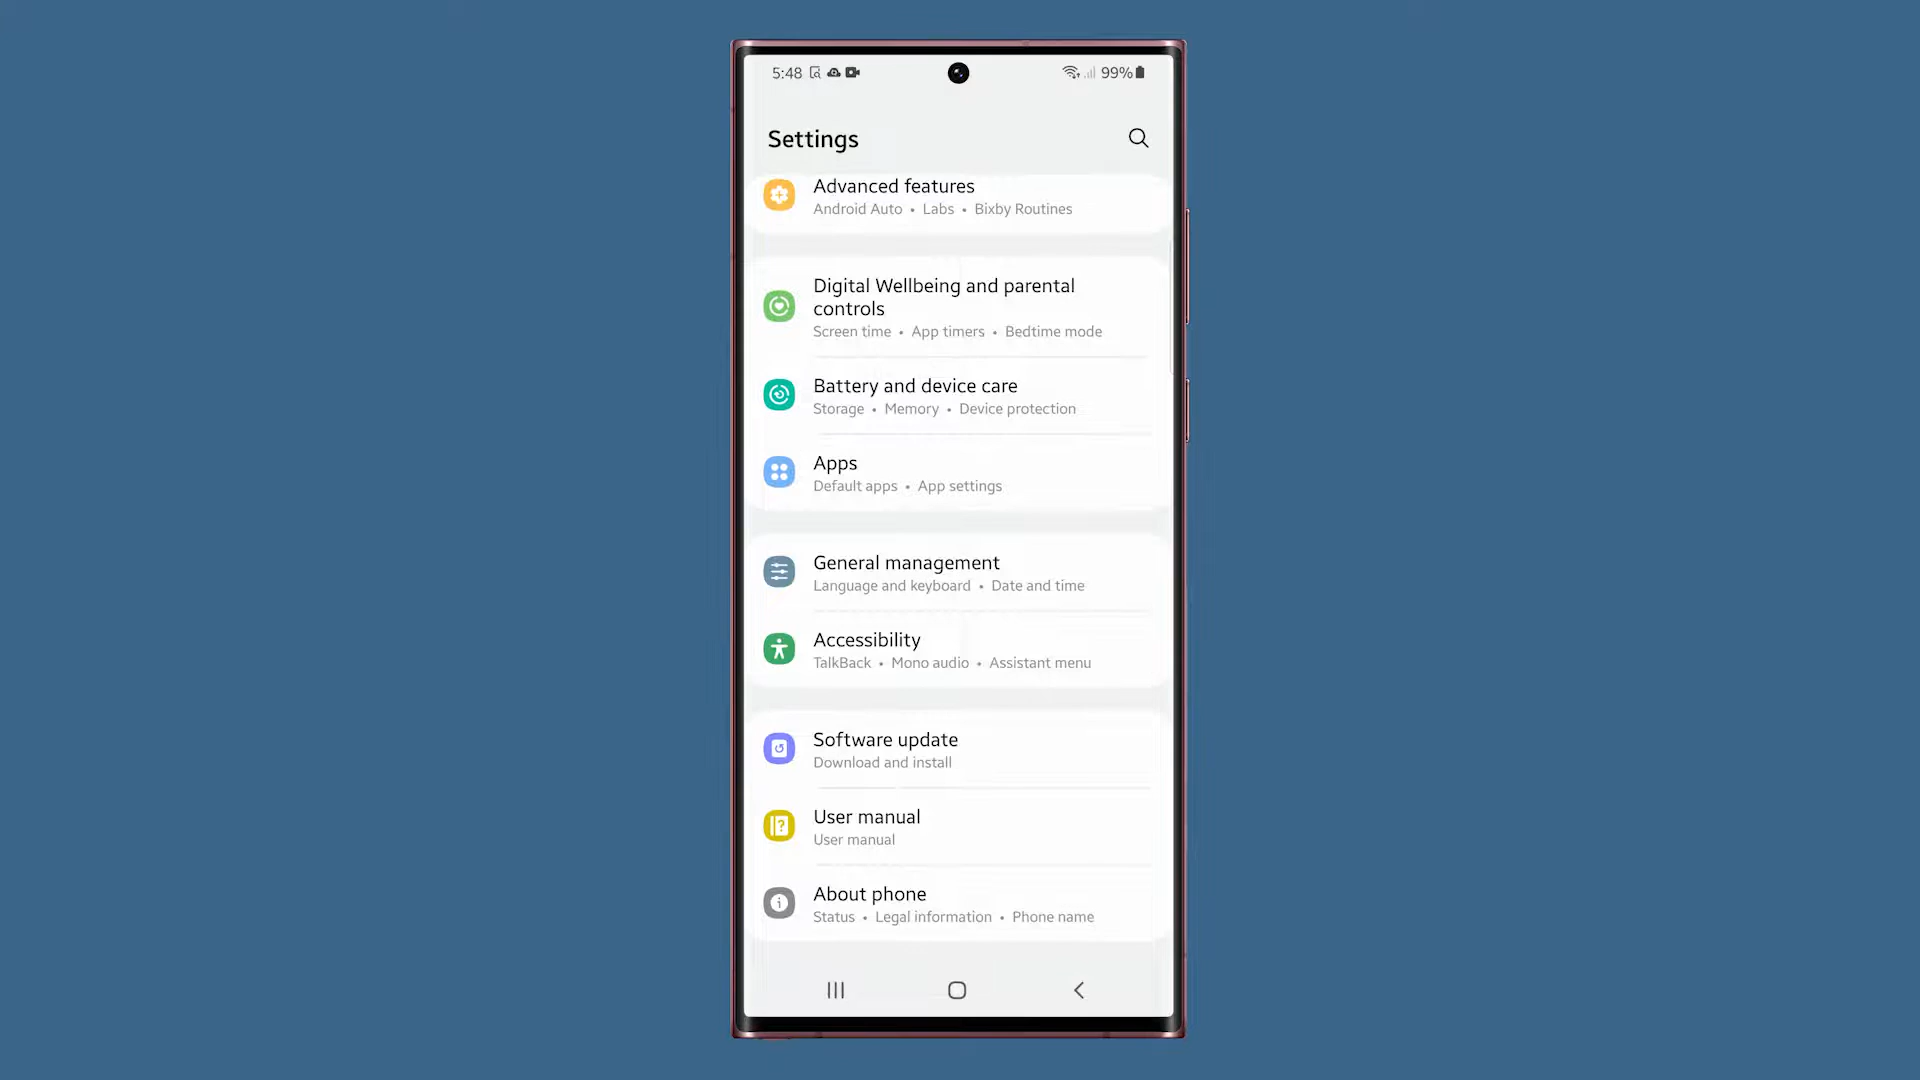 5:48 99%
Settings
Advanced features
Android Auto • Labs • Bixby Routines
Digital Wellbeing and parental
controls
Screen time • App timers • Bedtime mode
Battery and device care
Storage • Memory • Device protection
Apps
Default apps • App settings
General management
Language and keyboard • Date and time
Accessibility
TalkBack • Mono audio • Assistant menu
Software update
Download and install
User manual
User manual
About phone
Status • Legal information • Phone name